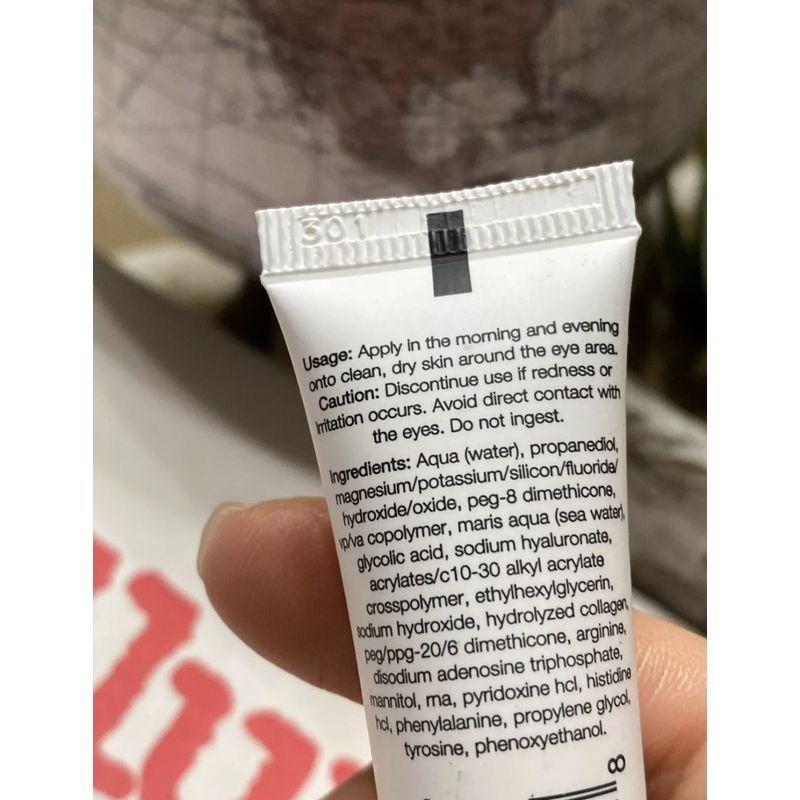 301
Usage: Apply in the morning and evening
onto clean, dry skin around the eye area.
Caution: Discontinue use if redness or
irritation occurs. Avoid direct contact with
the eyes. Do not ingest.
Ingredients: Aqua (water), propanediol,
magnesium/potassium/silicon/fluoride/
hydroxide/oxide, peg-8 dimethicone,
vp/va copolymer, maris aqua (sea water),
glycolic acid, sodium hyaluronate,
acrylates/c10-30 alkyl acrylate
crosspolymer, ethylhexylglycerin,
sodium hydroxide, hydrolyzed collagen,
peg/ppg-20/6 dimethicone, arginine,
disodium adenosine triphosphate,
mannitol, rna, pyridoxine hcl, histidine
hcl, phenylalanine, propylene glycol,
tyrosine, phenoxyethanol.
8